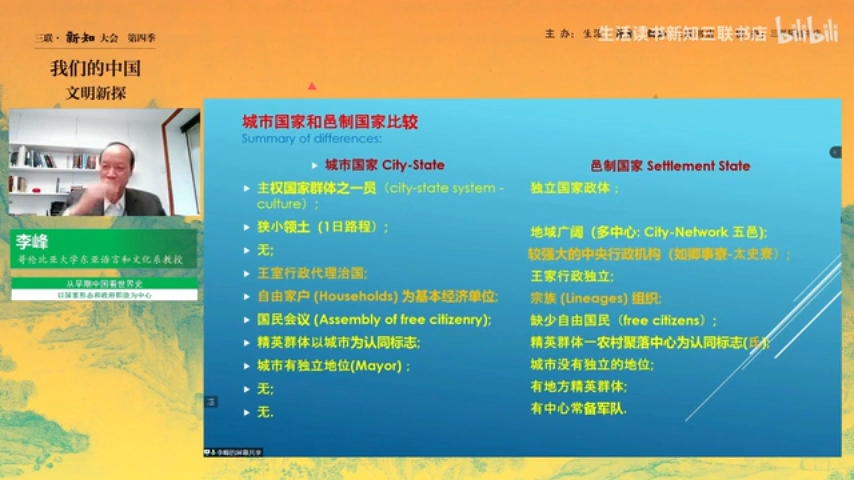 三联·新知大会 第四季
我们的中国
文明新探
主 办：生
生活读书新知三联书店 bilibili
城市国家和邑制国家比较
Summary of differences:
城市国家 City-State
主权国家群体之一员（city-state system - culture）;
狭小领土（1日路程）;
无;
王室行政代理治国;
自由家户 (Households) 为基本经济单位;
国民会议 (Assembly of free citizenry);
精英群体以城市为认同标志;
城市有独立地位(Mayor)；
无;
无.
邑制国家 Settlement State
独立国家政体；
地域广阔（多中心: City-Network 五邑);
较强大的中央行政机构（如卿事寮-太史寮）;
王家行政独立;
宗族 (Lineages) 组织;
缺少自由国民（free citizens）;
精英群体—农村聚落中心为认同标志(氏);
城市没有独立的地位;
有地方精英群体;
有中心常备军队.
李峰
哥伦比亚大学东亚语言和文化系教授
从早期中国看世界史
以国家形态和政府职能为中心
李峰的屏幕共享